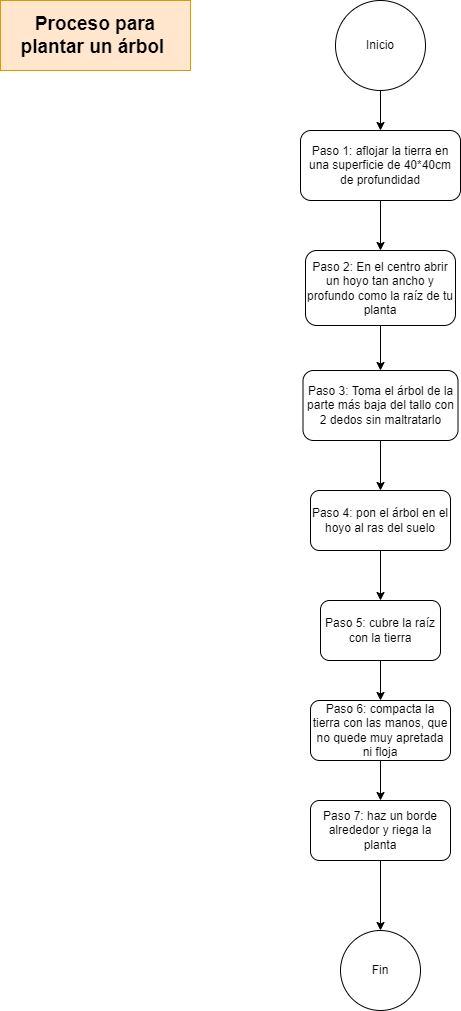 Proceso para
plantar un árbol
Inicio
Paso 1: aflojar la tierra en
una superficie de 40*40cm
de profundidad
Paso 2: En el centro abrir
un hoyo tan ancho y
profundo como la raíz de tu
planta
Paso 3: Toma el árbol de la
parte más baja del tallo con
2 dedos sin maltratarlo
Paso 4: pon el árbol en el
hoyo al ras del suelo
Paso 5: cubre la raíz
con la tierra
Paso 6: compacta la
tierra con las manos, que
no quede muy apretada
ni floja
Paso 7: haz un borde
alrededor y riega la
planta
Fin